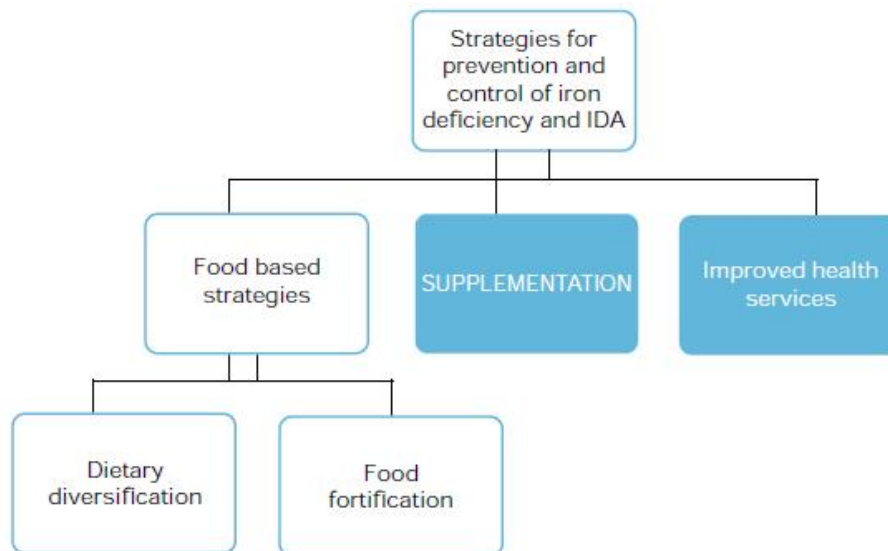 Strategies for
prevention and
control of iron
deficiency and IDA
Food based
strategies
SUPPLEMENTATION
Improved health
services
Dietary
diversification
Food
fortification